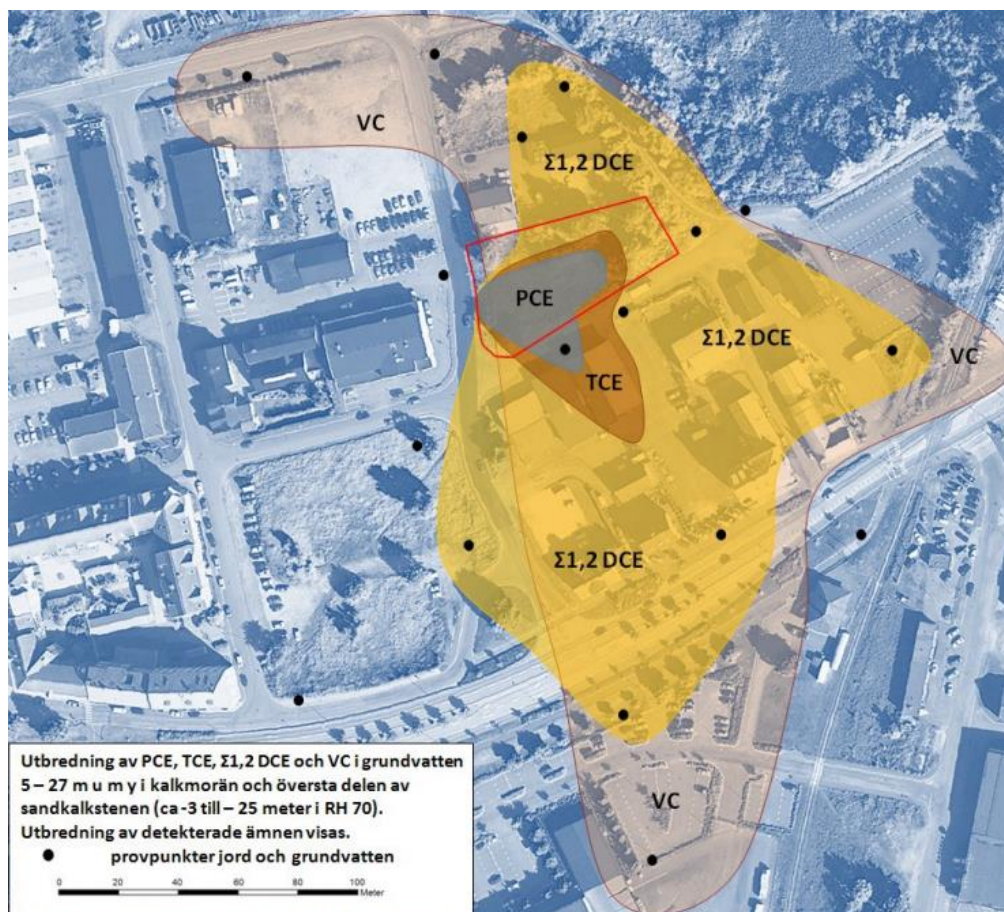 VC
Σ1,2 DCE
PCE
Σ1,2 DCE
VC
TCE
Σ1,2 DCE
VC
Utbredning av PCE, TCE, Σ1,2 DCE och VC i grundvatten
5 – 27 m u m y i kalkmorän och översta delen av
sandkalkstenen (ca -3 till – 25 meter i RH 70).
Utbredning av detekterade ämnen visas.
provpunkter jord och grundvatten
0 20 40 60 80 100
Meter